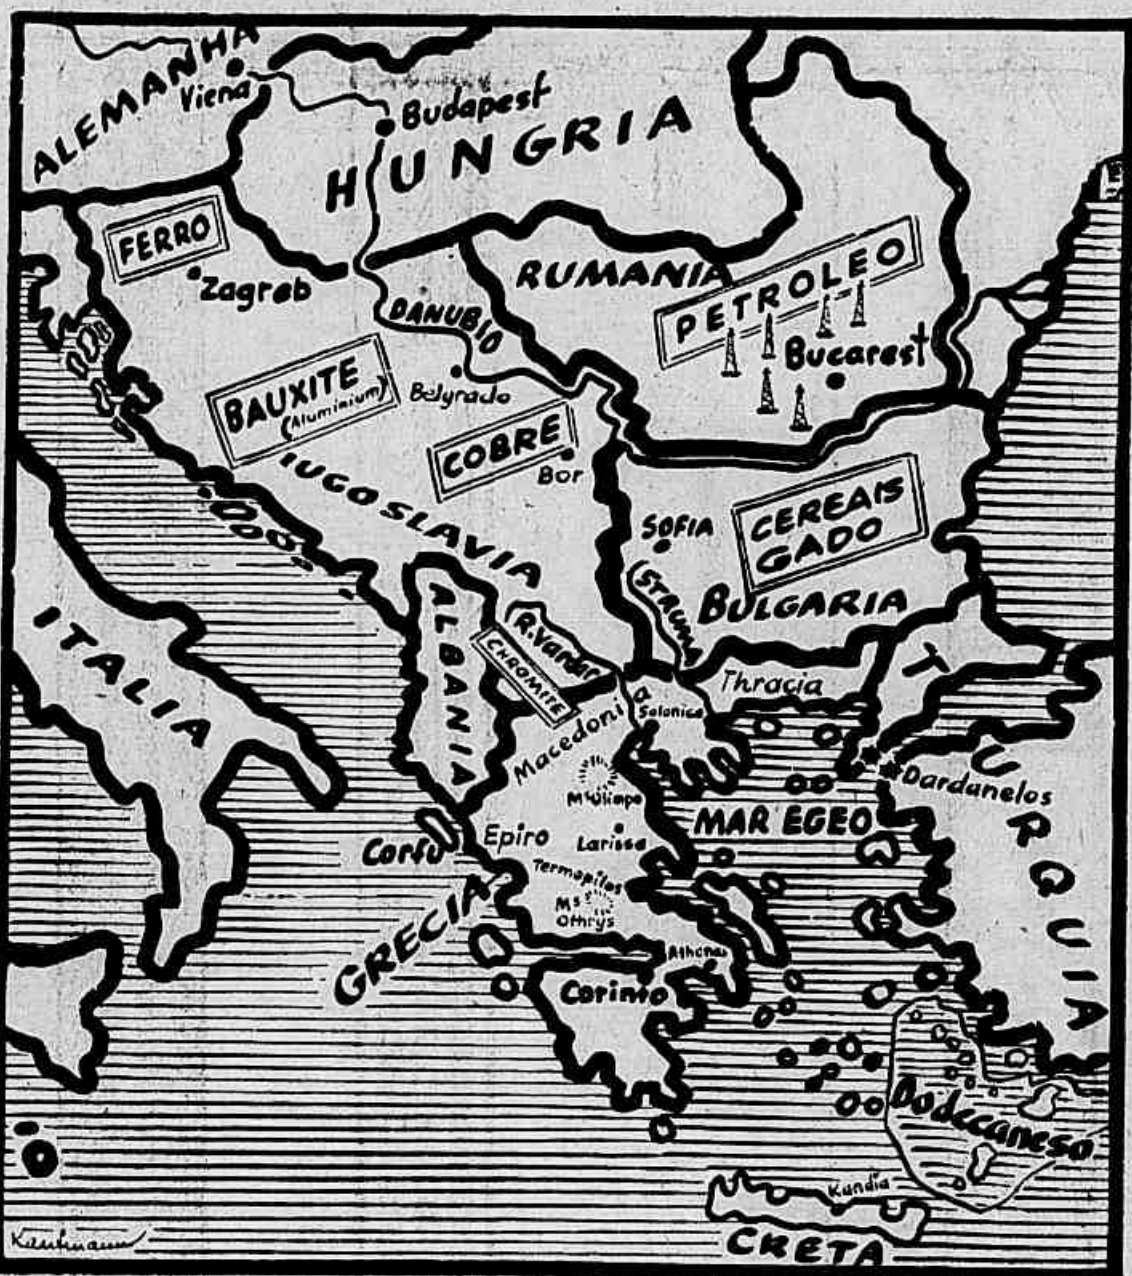 ALEMANHA
Viena
Budapest
HUNGRIA
FERRO
Zagreb
RUMANIA
PETROLEO
DANUBIO
Bucarest
BAUXITE
(Aluminium)
Belgrado
COBRE
Bor
IUGOSLAVIA
SOFIA
CEREAIS
GADO
(STRUMA
BULGARIA
ALBANIA
R. Vardar
CHROMITE
ITALIA
Thracia
Macedonia
Salonica
TURQUIA
Dardanelos
Mte Olimpo
MAR EGEO
Corfu
Epiro
Larissa
Termopilas
Ms
Othrys
GRECIA
Athenas
Corinto
Dodecaneso
Kandia
CRETA
Kaufmann